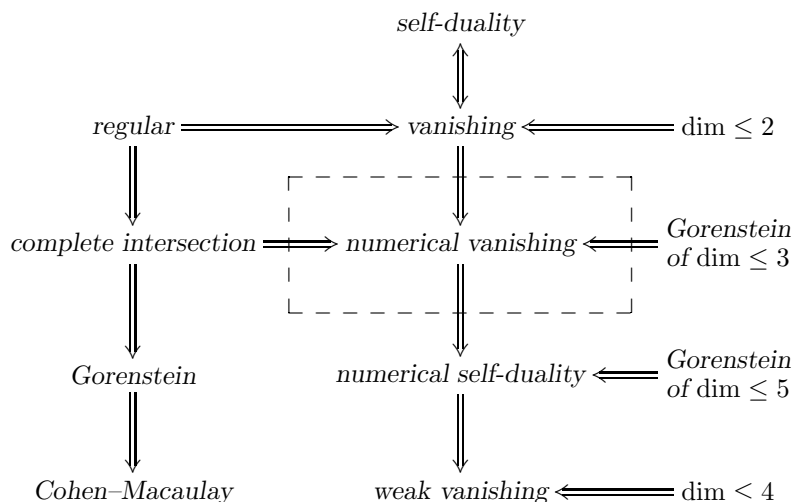 self-duality
regular
vanishing
dim ≤ 2
complete intersection
numerical vanishing
Gorenstein
of dim ≤ 3
Gorenstein
numerical self-duality
Gorenstein
of dim ≤ 5
Cohen–Macaulay
weak vanishing
dim ≤ 4